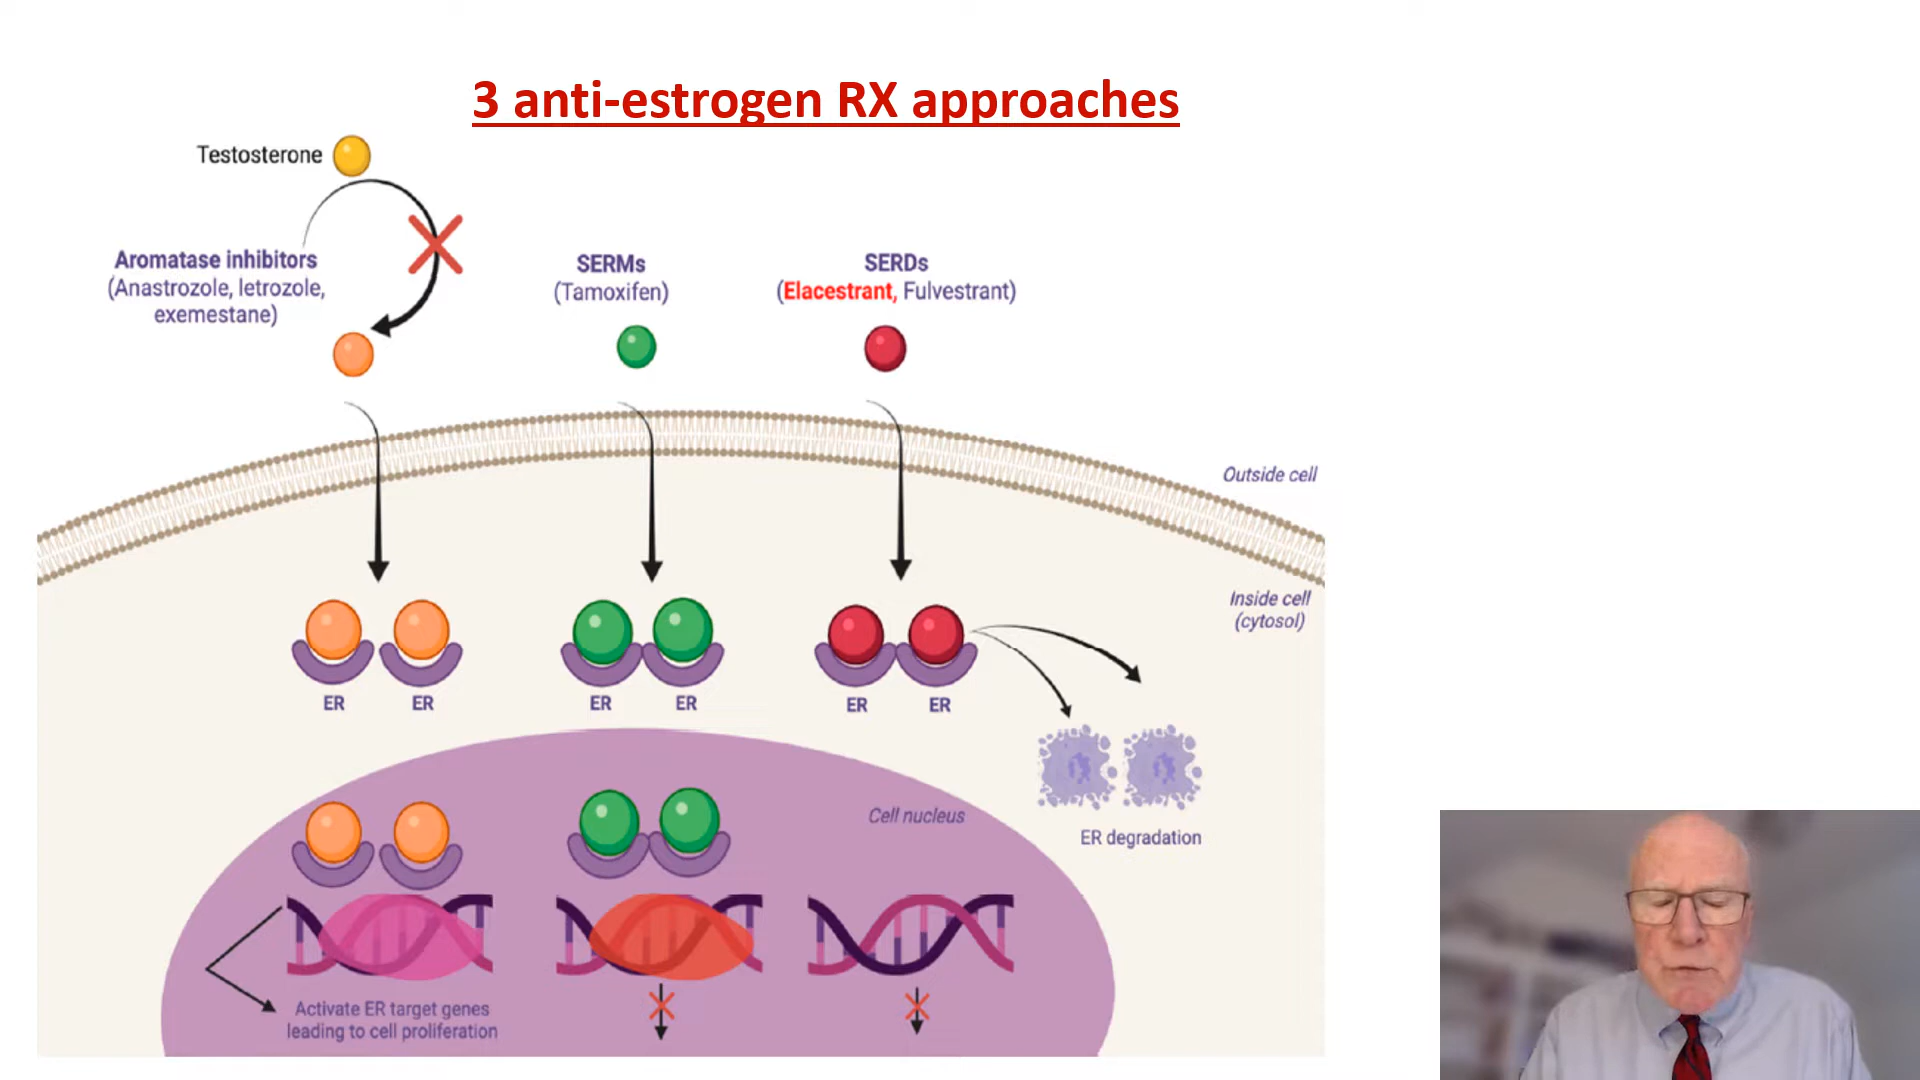 3 anti-estrogen RX approaches
Testosterone
Aromatase inhibitors
(Anastrozole, letrozole,
exemestane)
SERMs
(Tamoxifen)
SERDs
(Elacestrant, Fulvestrant)
Outside cell
Inside cell
(cytosol)
ER
ER
ER
ER
ER
ER
Cell nucleus
ER degradation
Activate ER target genes
leading to cell proliferation